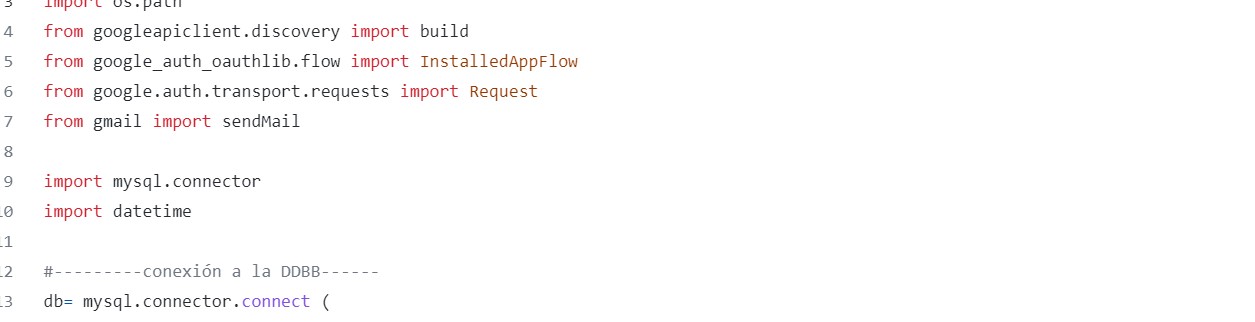 3 import os.path
4 from googleapiclient.discovery import build
5 from google_auth_oauthlib.flow import InstalledAppFlow
6 from google.auth.transport.requests import Request
7 from gmail import sendMail
8
9 import mysql.connector
10 import datetime
11
12 #---------conexión a la DDBB------
13 db= mysql.connector.connect (